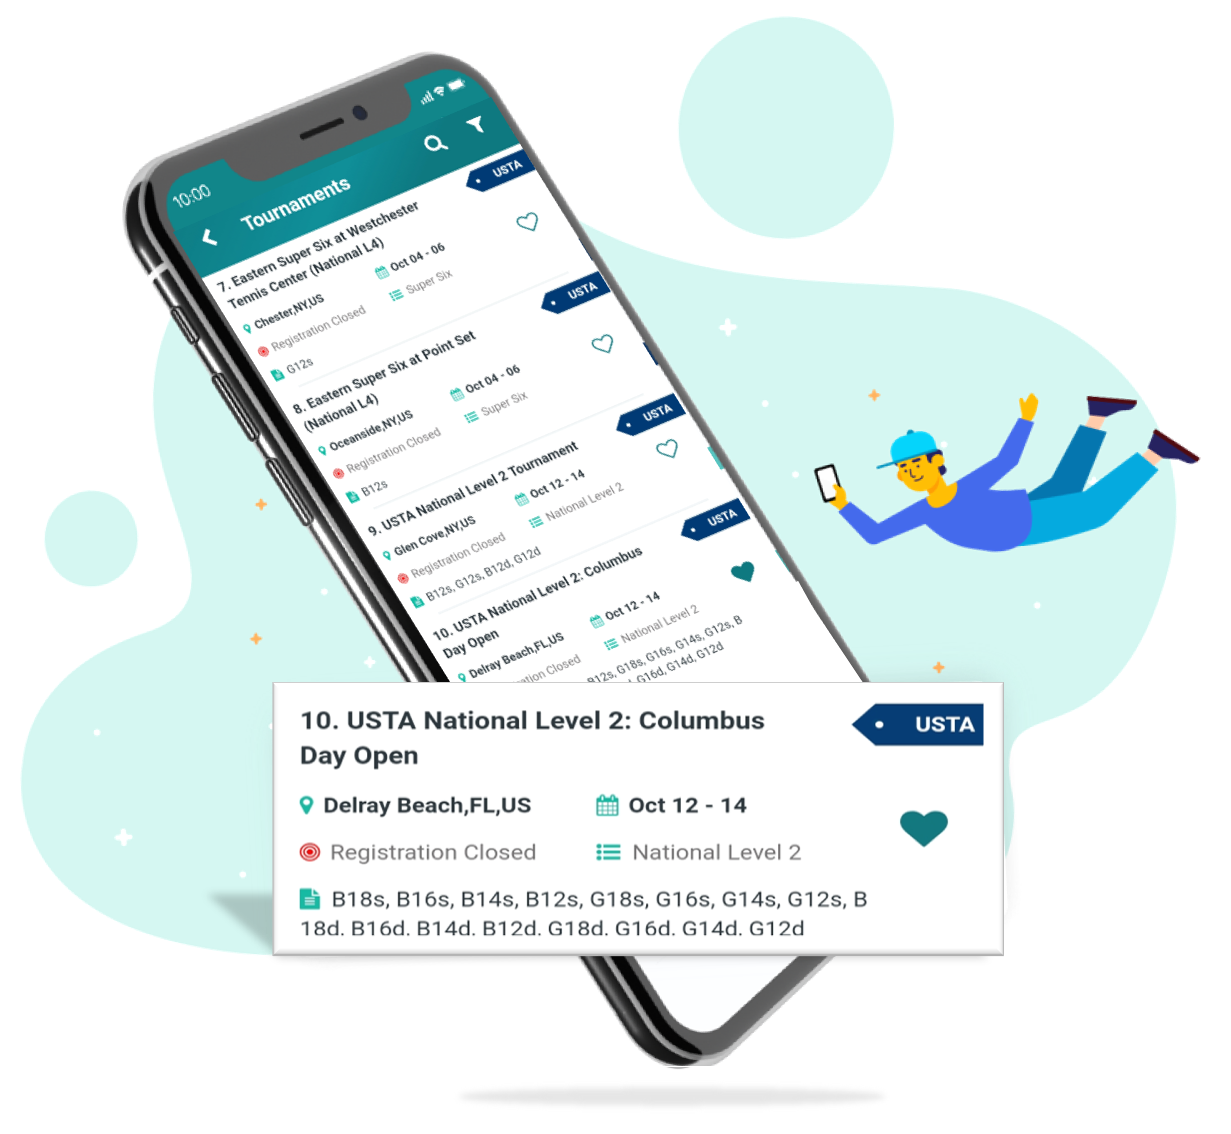 10:00
Tournaments
USTA
7. Eastern Super Six at Westchester
Tennis Center (National L4)
Chester,NY,US
Oct 04 - 06
Registration Closed
Super Six
G12s
USTA
8. Eastern Super Six at Point Set
(National L4)
Oceanside,NY,US
Oct 04 - 06
Registration Closed
Super Six
B12s
USTA
9. USTA National Level 2 Tournament
Glen Cove,NY,US
Oct 12 - 14
Registration Closed
National Level 2
B12s, G12s, B12d, G12d
USTA
10. USTA National Level 2: Columbus
Day Open
Delray Beach,FL,US
Oct 12 - 14
ration Closed
National Level 2
B12s, G18s, G16s, G14s, G12s, B
G16d, G14d, G12d
10. USTA National Level 2: Columbus
Day Open
USTA
Delray Beach,FL,US
Oct 12 - 14
Registration Closed
National Level 2
B18s, B16s, B14s, B12s, G18s, G16s, G14s, G12s, B
18d, B16d, B14d, B12d, G18d, G16d, G14d, G12d